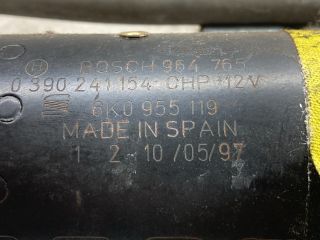 BOSCH 964 765
0 390 241 154 CHP 12V
6K0 955 119
MADE IN SPAIN
1 2 - 10/05/97